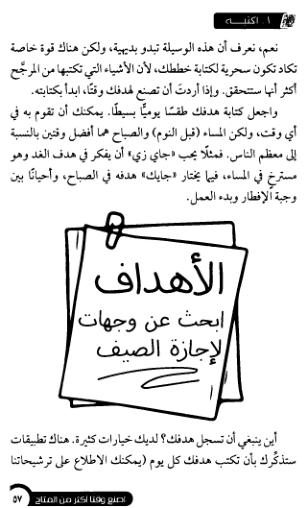 ١. اكتبه
نعم، نعرف أن هذه الوسيلة تبدو بديهية، ولكن هناك قوة خاصة
تكاد تكون سحرية لكتابة خططك، لأن الأشياء التي تكتبها من المرجَّح
أكثر أنها ستتحقق. وإذا أردتَ أن تصنع لهدفك وقتًا، ابدأ بكتابته.
واجعل كتابة هدفك طقسًا يوميًّا بسيطًا. يمكنك أن تقوم به في
أي وقت، ولكن المساء (قبل النوم) والصباح هما أفضل وقتين بالنسبة
إلى معظم الناس. فمثلًا يحب «جاي زي» أن يفكر في هدف الغد وهو
مسترخٍ في المساء، فيما يختار «جايك» هدفه في الصباح، وأحيانًا بين
وجبة الإفطار وبدء العمل.
الأهداف
ابحث عن وجهات
لإجازة الصيف
أين ينبغي أن تسجل هدفك؟ لديك خيارات كثيرة. هناك تطبيقات
ستذكِّرك بأن تكتب هدفك كل يوم (يمكنك الاطلاع على ترشيحاتنا
اصنع وقتا أكثر من المتاح ٥٧